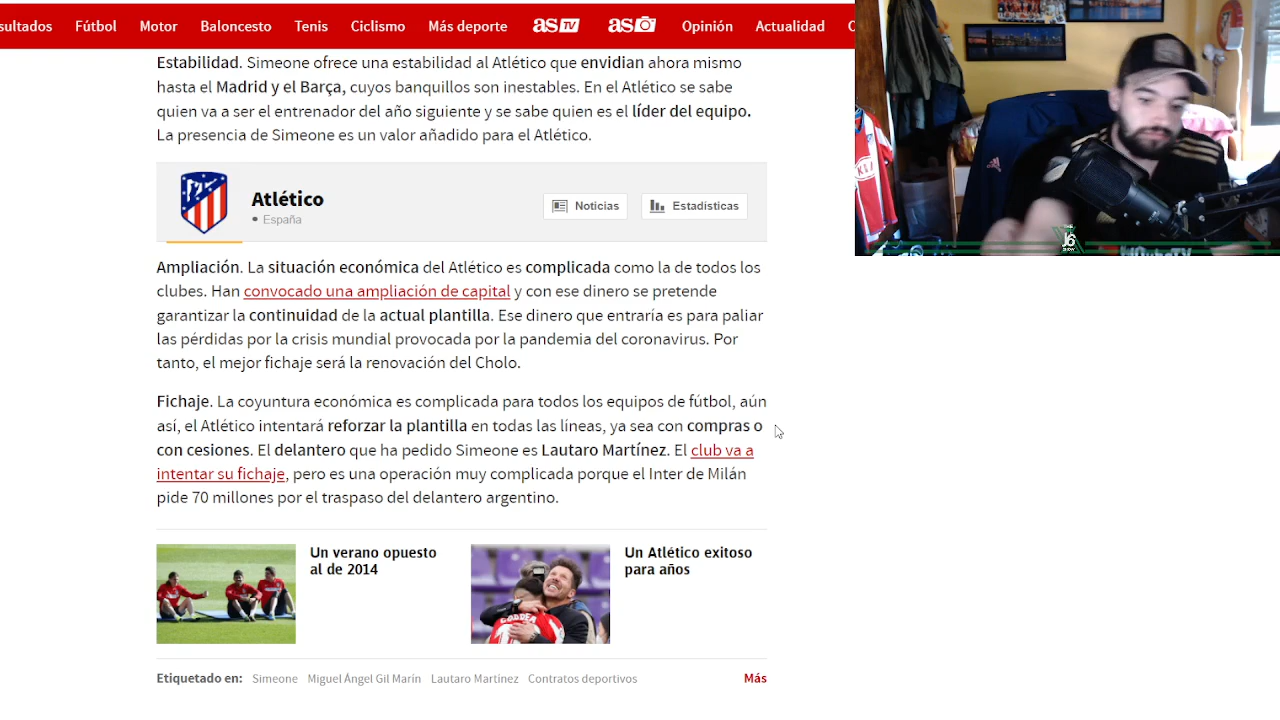 sultados Fútbol Motor Baloncesto Tenis Ciclismo Más deporte as TV as Opinión Actualidad
Estabilidad. Simeone ofrece una estabilidad al Atlético que envidian ahora mismo
hasta el Madrid y el Barça, cuyos banquillos son inestables. En el Atlético se sabe
quien va a ser el entrenador del año siguiente y se sabe quien es el líder del equipo.
La presencia de Simeone es un valor añadido para el Atlético.
Atlético
España
Noticias
Estadísticas
Ampliación. La situación económica del Atlético es complicada como la de todos los
clubes. Han convocado una ampliación de capital y con ese dinero se pretende
garantizar la continuidad de la actual plantilla. Ese dinero que entraría es para paliar
las pérdidas por la crisis mundial provocada por la pandemia del coronavirus. Por
tanto, el mejor fichaje será la renovación del Cholo.
Fichaje. La coyuntura económica es complicada para todos los equipos de fútbol, aún
así, el Atlético intentará reforzar la plantilla en todas las líneas, ya sea con compras o
con cesiones. El delantero que ha pedido Simeone es Lautaro Martínez. El club va a
intentar su fichaje, pero es una operación muy complicada porque el Inter de Milán
pide 70 millones por el traspaso del delantero argentino.
Un verano opuesto
al de 2014
Un Atlético exitoso
para años
Etiquetado en: Simeone Miguel Ángel Gil Marín Lautaro Martínez Contratos deportivos Más